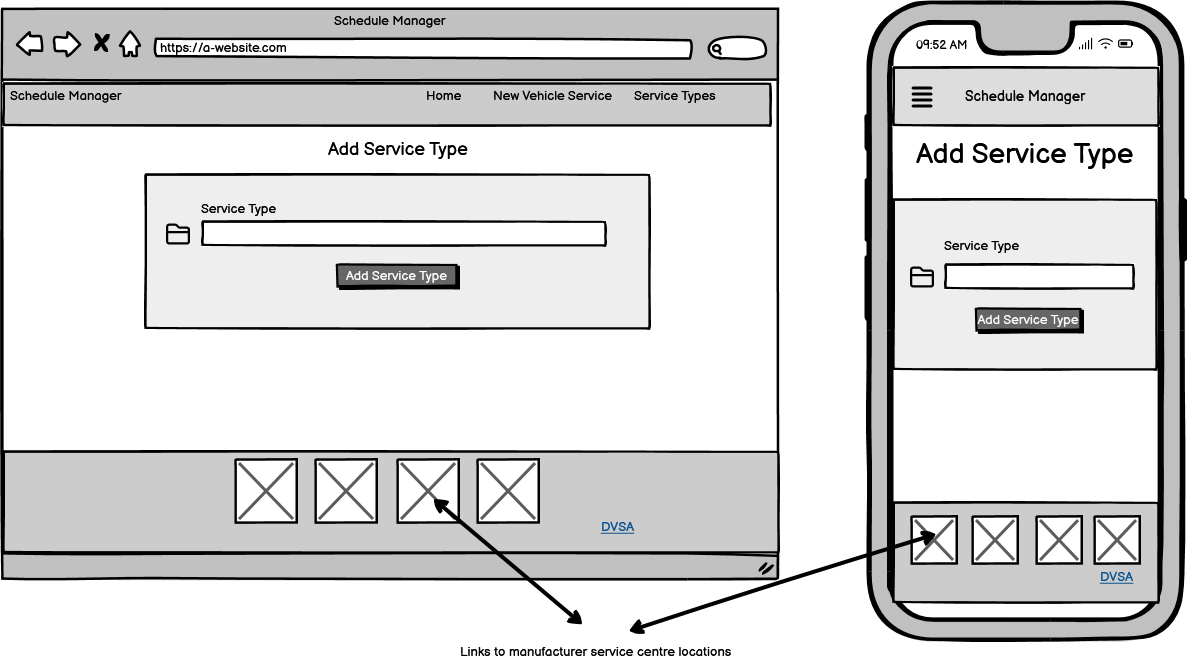 Schedule Manager
https://a-website.com
Schedule Manager Home New Vehicle Service Service Types
Add Service Type
Service Type
Add Service Type
DVSA
09:52 AM
Schedule Manager
Add Service Type
Service Type
Add Service Type
DVSA
Links to manufacturer service centre locations